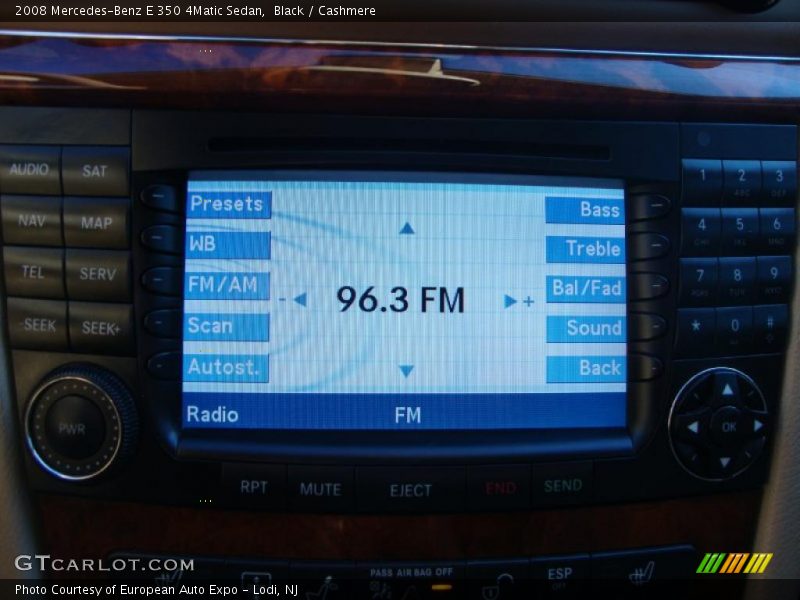 2008 Mercedes-Benz E 350 4Matic Sedan, Black / Cashmere
AUDIO SAT
NAV MAP
TEL SERV
SEEK SEEK+
PWR
Presets
WB
FM/AM
Scan
Autost.
- 96.3 FM +
Bass
Treble
Bal/Fad
Sound
Back
Radio FM
1 2 3
ABC DEF
4 5 6
7 8 9
* 0 #
OK
RPT MUTE EJECT END SEND
PASS AIR BAG OFF
ESP
OFF
GTCARLOT.COM
Photo Courtesy of European Auto Expo - Lodi, NJ